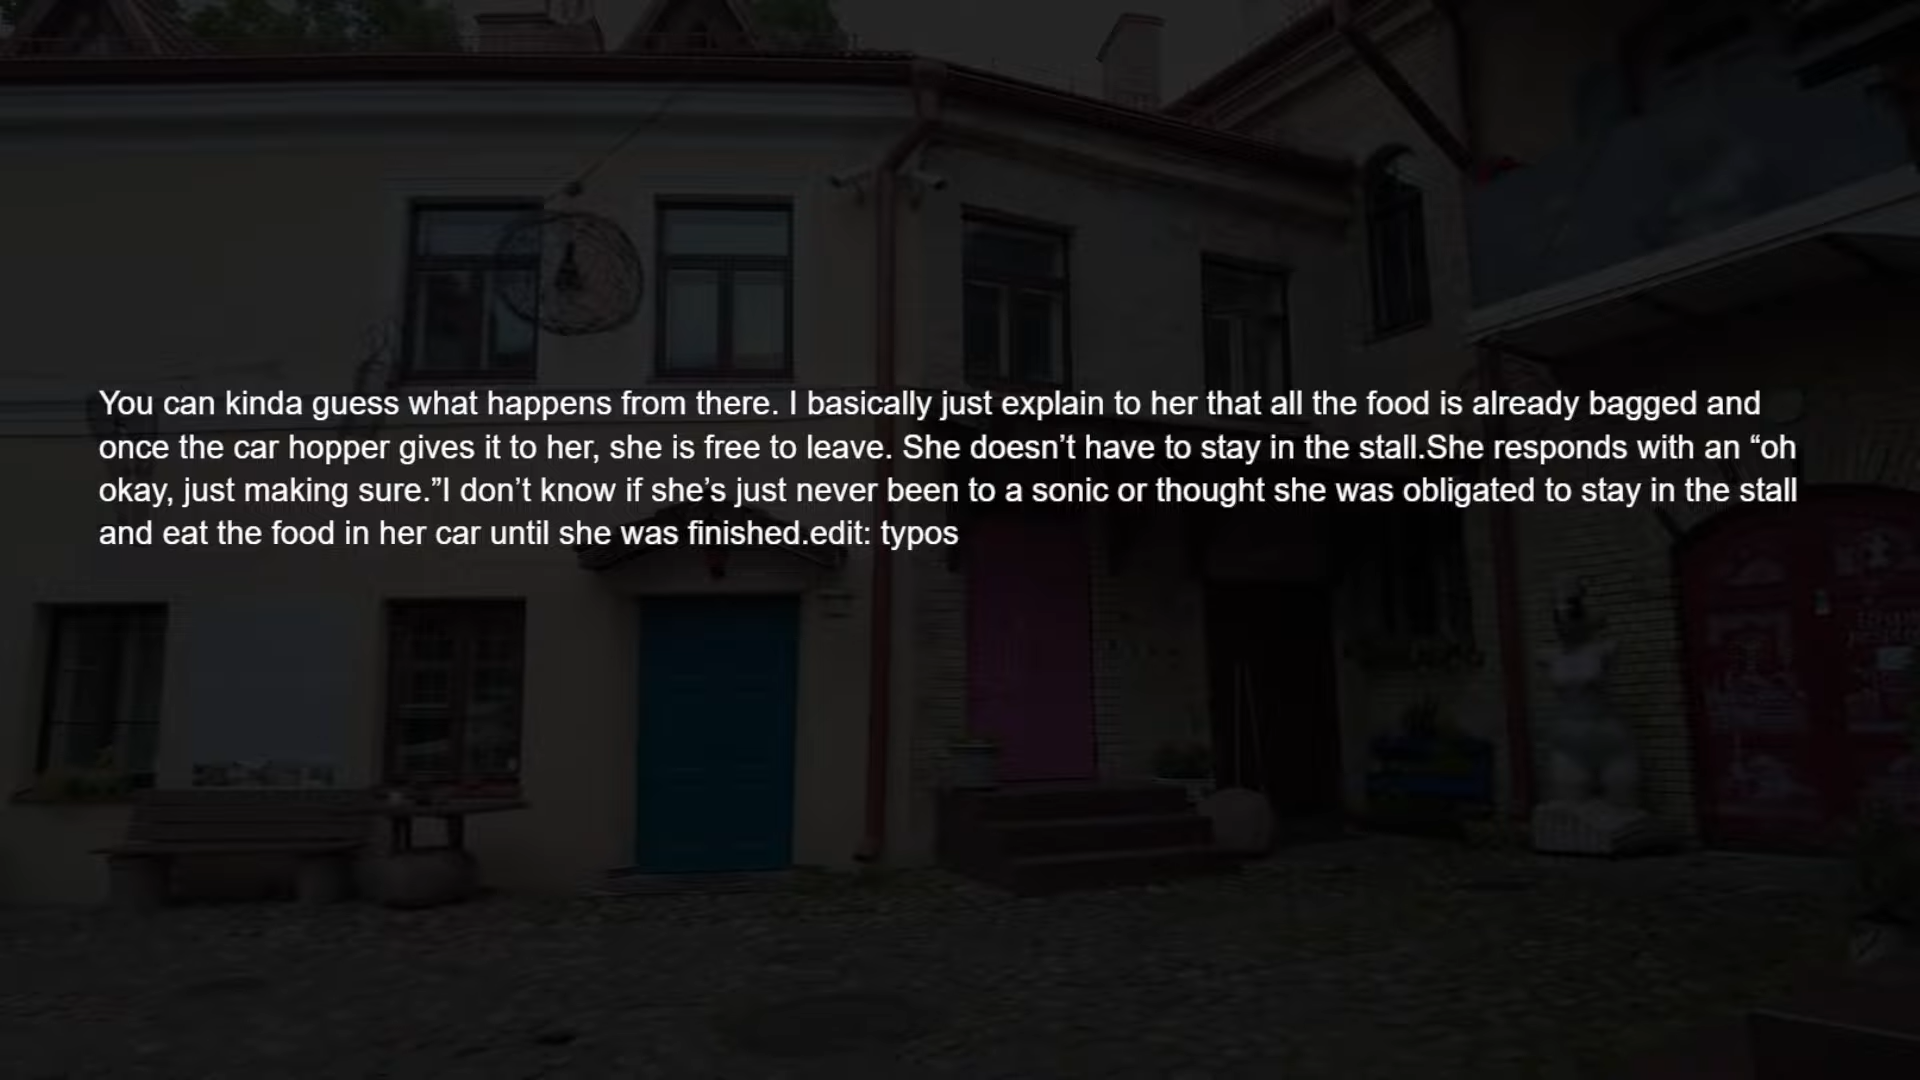 You can kinda guess what happens from there. I basically just explain to her that all the food is already bagged and
once the car hopper gives it to her, she is free to leave. She doesn’t have to stay in the stall.She responds with an “oh
okay, just making sure.”I don’t know if she’s just never been to a sonic or thought she was obligated to stay in the stall
and eat the food in her car until she was finished.edit: typos